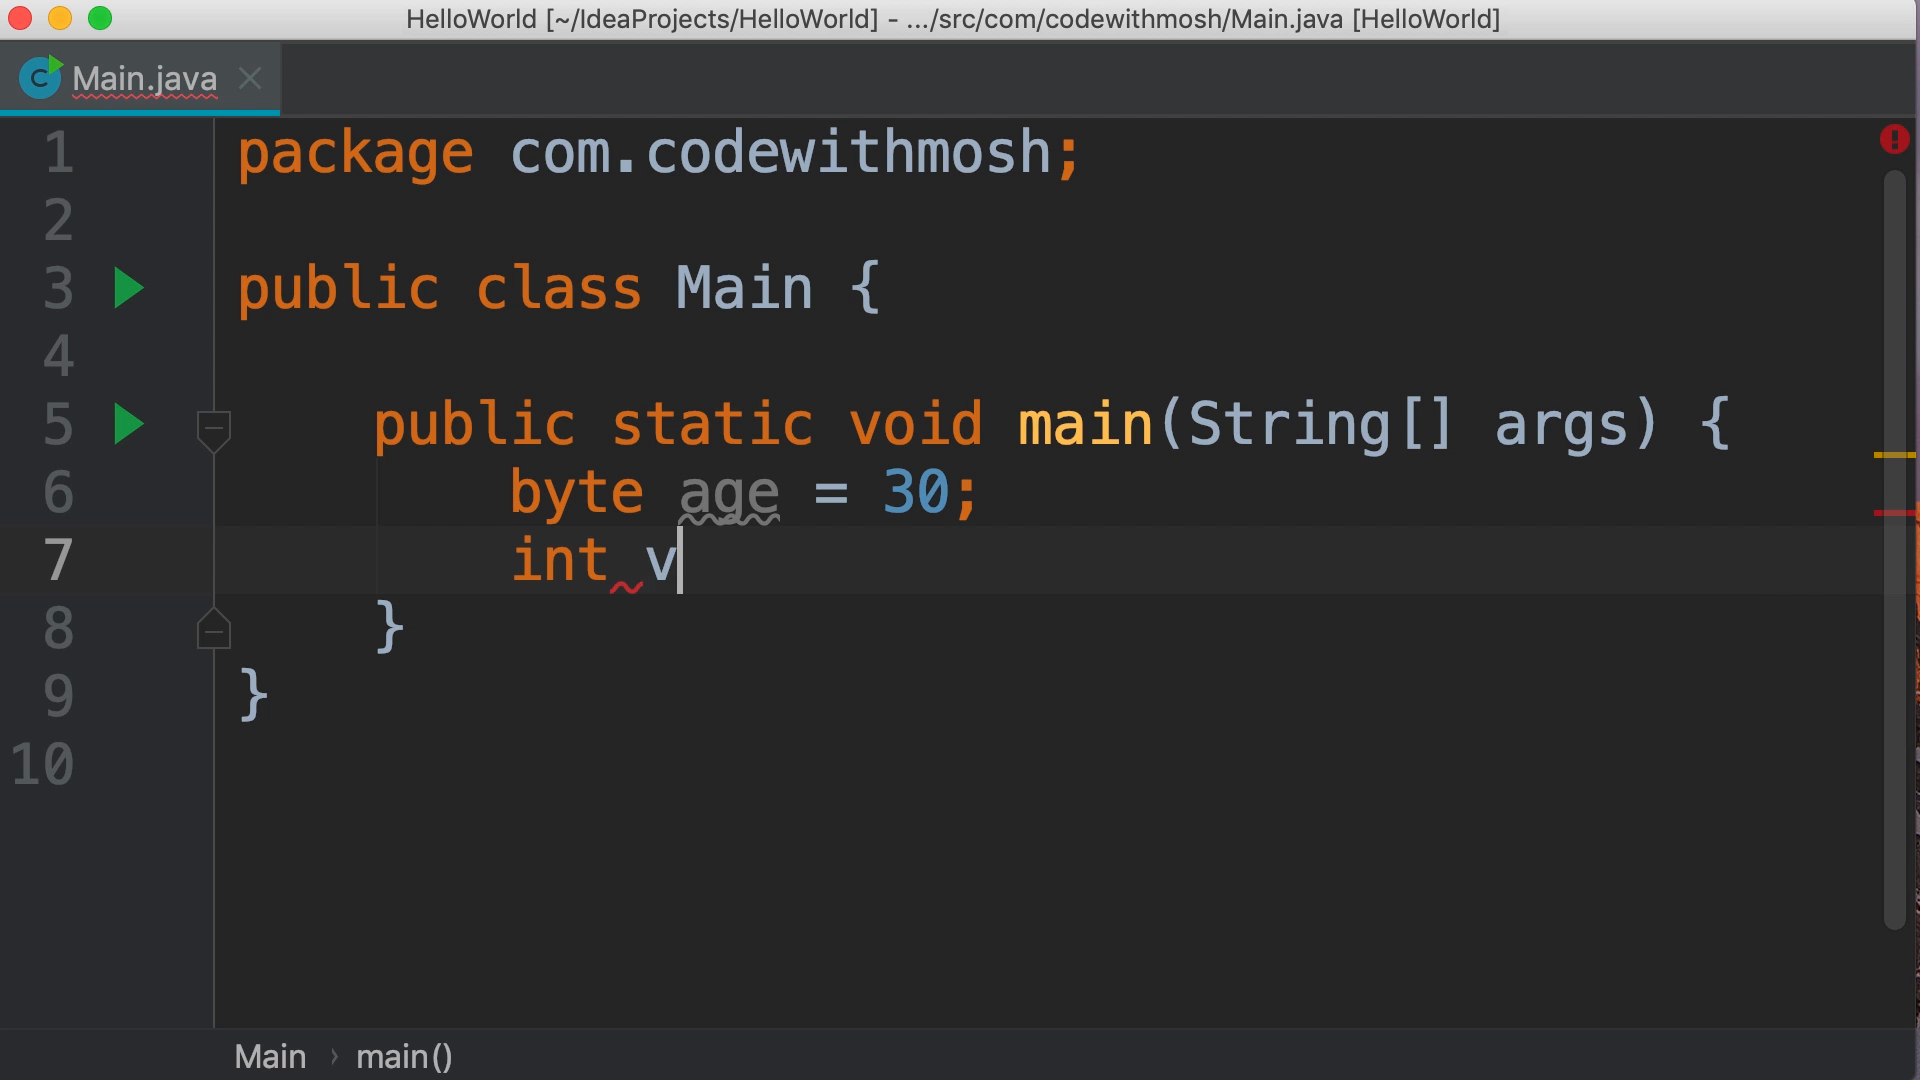 HelloWorld [~/IdeaProjects/HelloWorld] - .../src/com/codewithmosh/Main.java [HelloWorld]
C Main.java
1 package com.codewithmosh;
2
3 public class Main {
4
5 public static void main(String[] args) {
6 byte age = 30;
7 int v
8 }
9 }
10
Main › main()